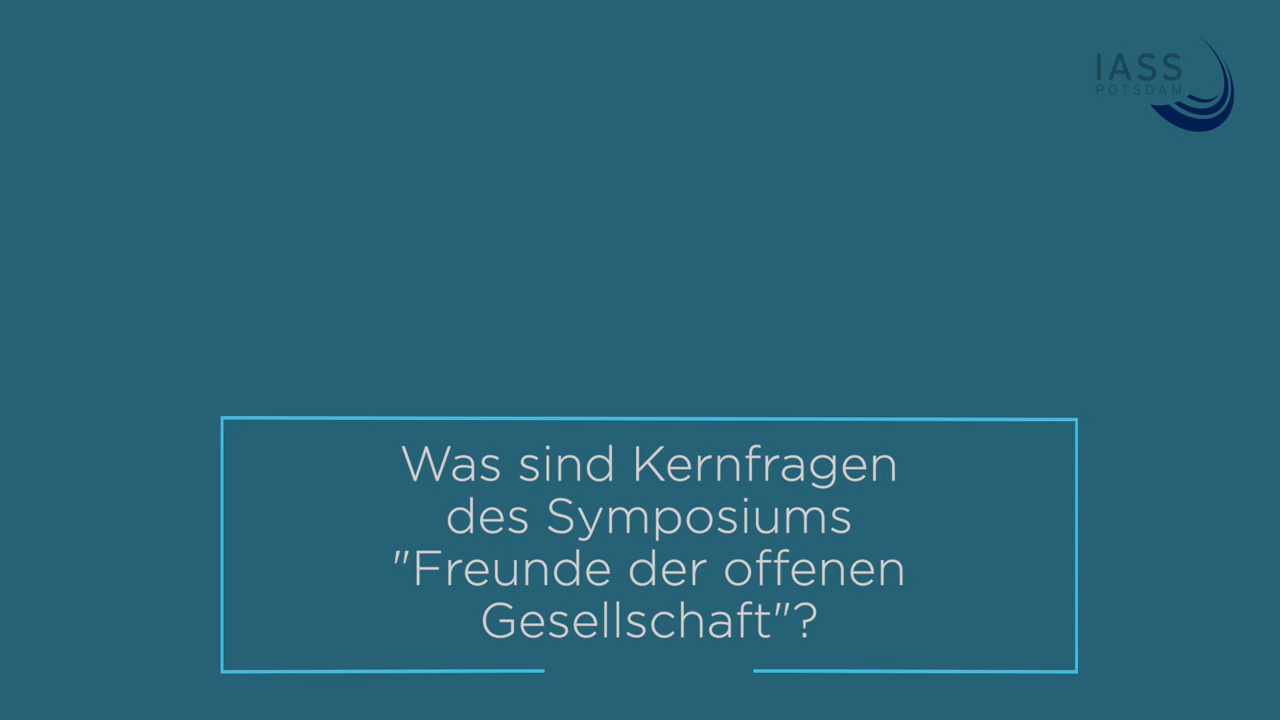 IASS
POTSDAM
Was sind Kernfragen
des Symposiums
"Freunde der offenen
Gesellschaft"?